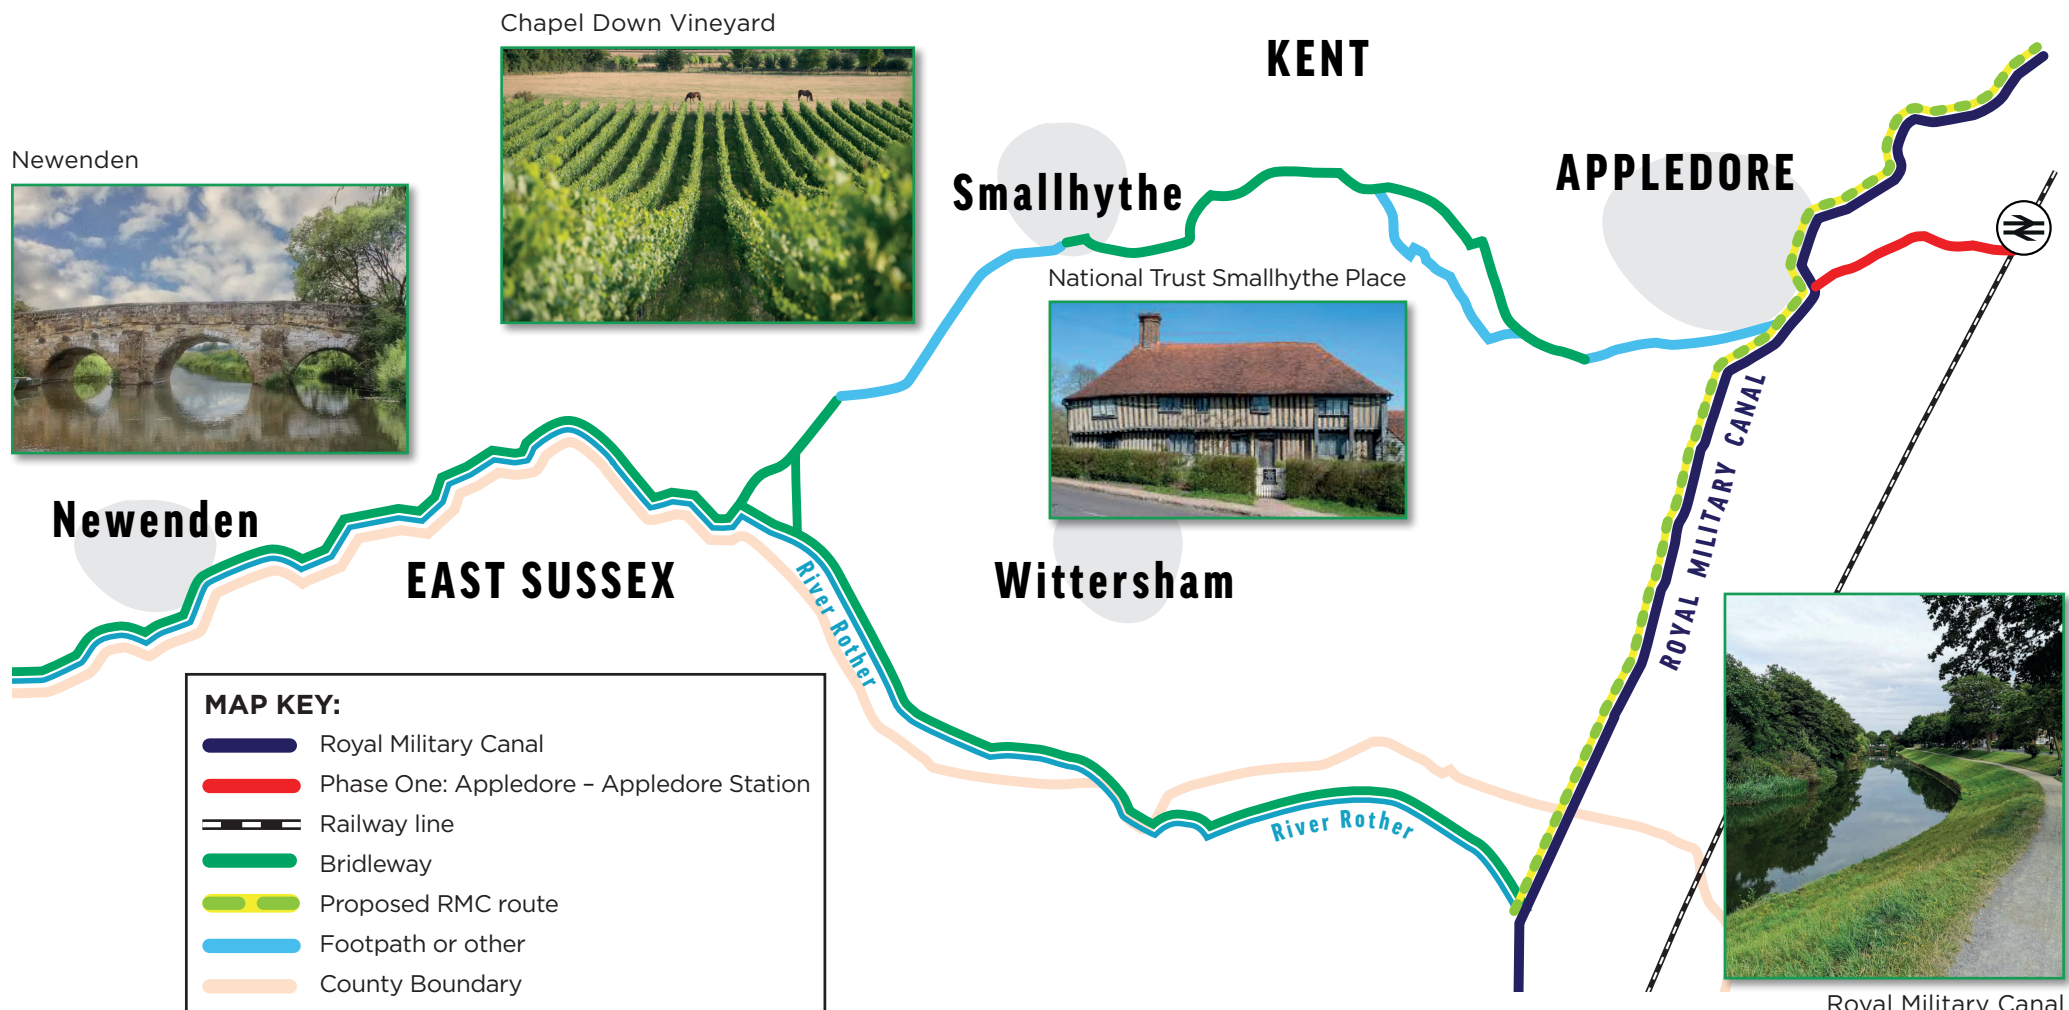 Chapel Down Vineyard
KENT
Newenden
Smallhythe
APPLEDORE
National Trust Smallhythe Place
Newenden
EAST SUSSEX
Wittersham
ROYAL MILITARY CANAL
River Rother
River Rother
MAP KEY:
Royal Military Canal
Phase One: Appledore – Appledore Station
Railway line
Bridleway
Proposed RMC route
Footpath or other
County Boundary
Royal Military Canal